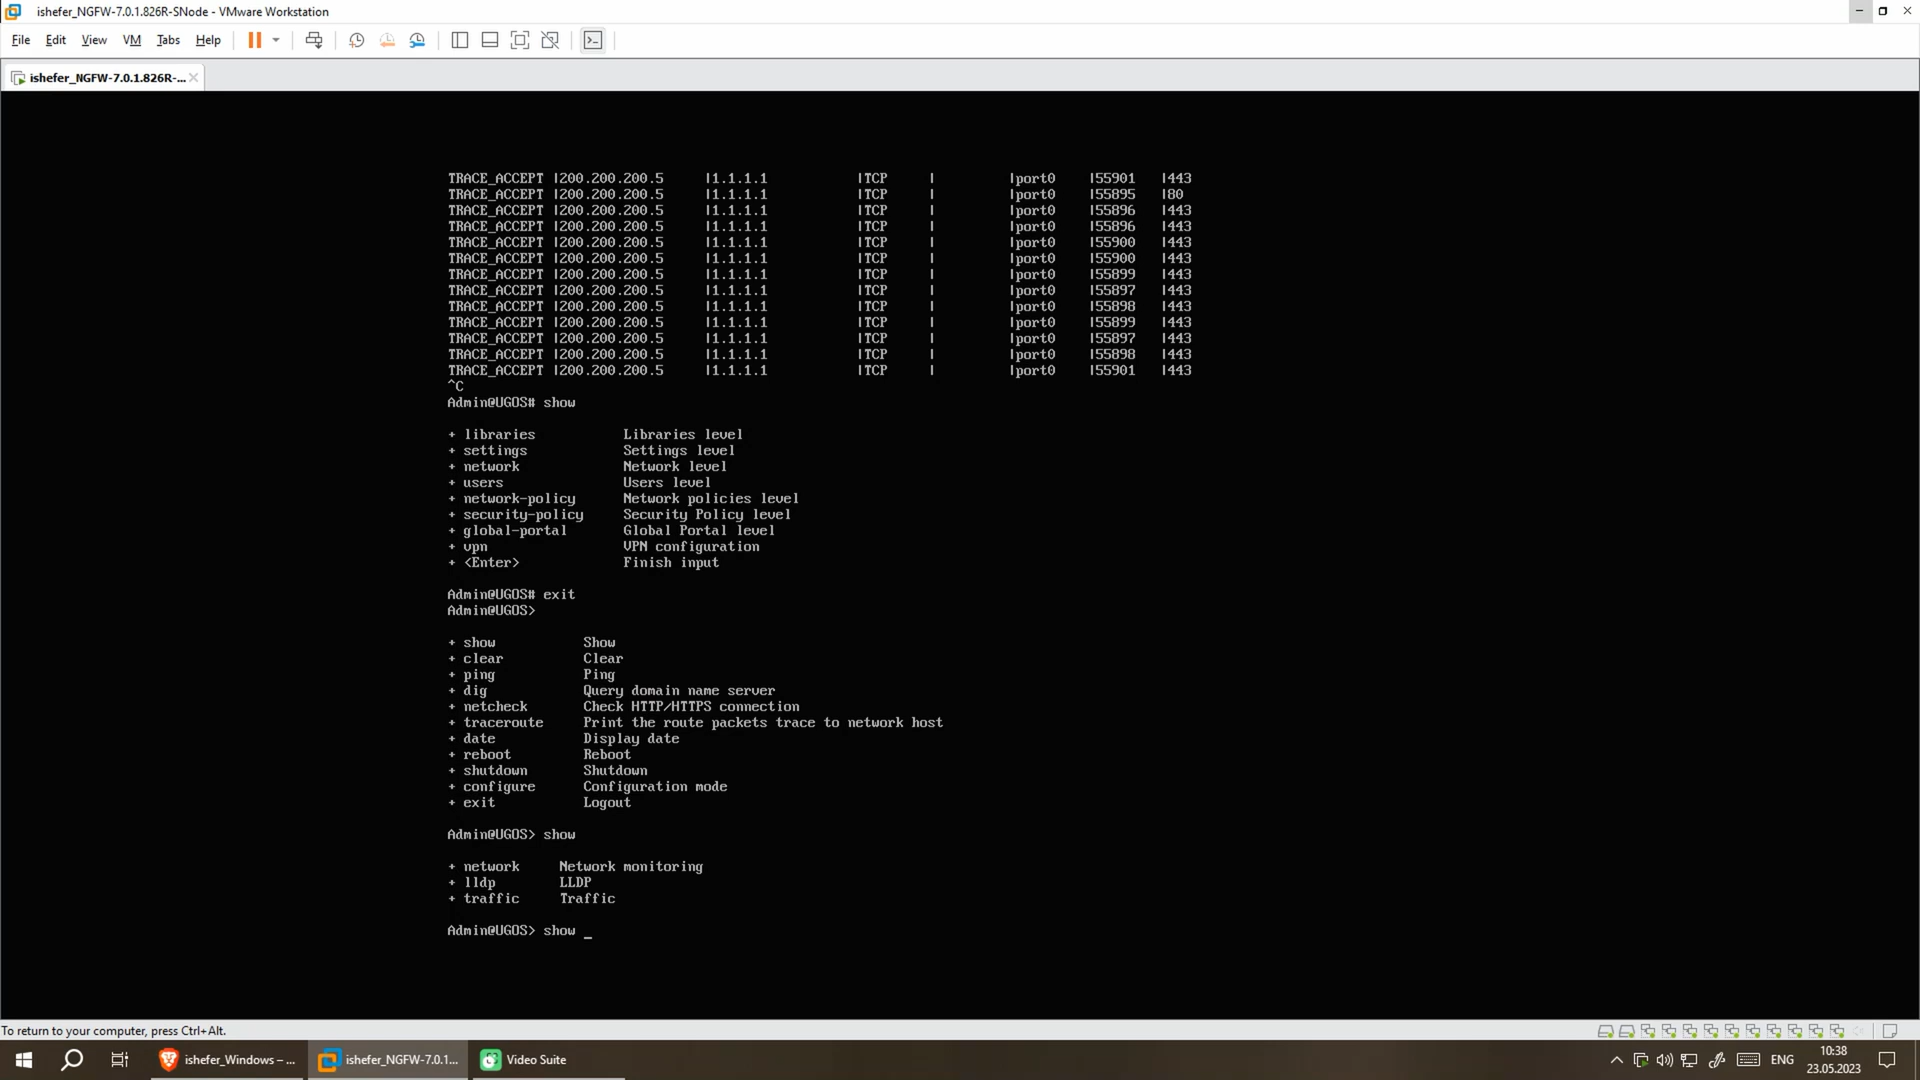 ishefer_NGFW-7.0.1.826R-SNode - VMware Workstation
File Edit View VM Tabs Help
ishefer_NGFW-7.0.1.826R-...
TRACE_ACCEPT |200.200.200.5 |1.1.1.1 |TCP | |port0 |55901 |443
TRACE_ACCEPT |200.200.200.5 |1.1.1.1 |TCP | |port0 |55895 |80
TRACE_ACCEPT |200.200.200.5 |1.1.1.1 |TCP | |port0 |55896 |443
TRACE_ACCEPT |200.200.200.5 |1.1.1.1 |TCP | |port0 |55896 |443
TRACE_ACCEPT |200.200.200.5 |1.1.1.1 |TCP | |port0 |55900 |443
TRACE_ACCEPT |200.200.200.5 |1.1.1.1 |TCP | |port0 |55900 |443
TRACE_ACCEPT |200.200.200.5 |1.1.1.1 |TCP | |port0 |55899 |443
TRACE_ACCEPT |200.200.200.5 |1.1.1.1 |TCP | |port0 |55897 |443
TRACE_ACCEPT |200.200.200.5 |1.1.1.1 |TCP | |port0 |55898 |443
TRACE_ACCEPT |200.200.200.5 |1.1.1.1 |TCP | |port0 |55899 |443
TRACE_ACCEPT |200.200.200.5 |1.1.1.1 |TCP | |port0 |55897 |443
TRACE_ACCEPT |200.200.200.5 |1.1.1.1 |TCP | |port0 |55898 |443
TRACE_ACCEPT |200.200.200.5 |1.1.1.1 |TCP | |port0 |55901 |443
^C
Admin@UGOS# show
+ libraries Libraries level
+ settings Settings level
+ network Network level
+ users Users level
+ network-policy Network policies level
+ security-policy Security Policy level
+ global-portal Global Portal level
+ vpn VPN configuration
+ <Enter> Finish input
Admin@UGOS# exit
Admin@UGOS>
+ show Show
+ clear Clear
+ ping Ping
+ dig Query domain name server
+ netcheck Check HTTP/HTTPS connection
+ traceroute Print the route packets trace to network host
+ date Display date
+ reboot Reboot
+ shutdown Shutdown
+ configure Configuration mode
+ exit Logout
Admin@UGOS> show
+ network Network monitoring
+ lldp LLDP
+ traffic Traffic
Admin@UGOS> show _
To return to your computer, press Ctrl+Alt.
ishefer_Windows – ... ishefer_NGFW-7.0.1... Video Suite ENG 10:38
23.05.2023